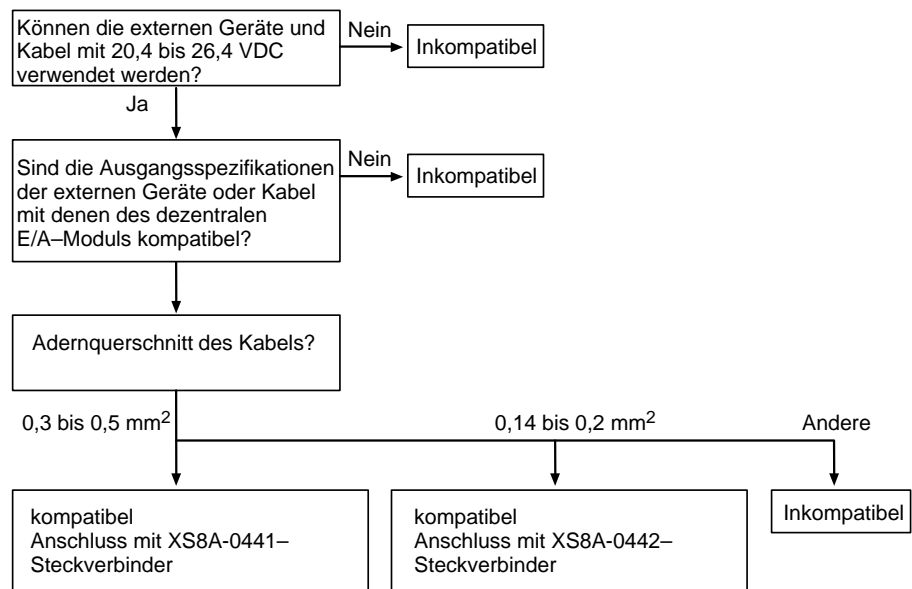 Können die externen Geräte und
Kabel mit 20,4 bis 26,4 VDC
verwendet werden?
Nein
Inkompatibel
Ja
Sind die Ausgangsspezifikationen
der externen Geräte oder Kabel
mit denen des dezentralen
E/A–Moduls kompatibel?
Nein
Inkompatibel
Adernquerschnitt des Kabels?
0,3 bis 0,5 mm²
0,14 bis 0,2 mm²
Andere
kompatibel
Anschluss mit XS8A-0441–
Steckverbinder
kompatibel
Anschluss mit XS8A-0442–
Steckverbinder
Inkompatibel